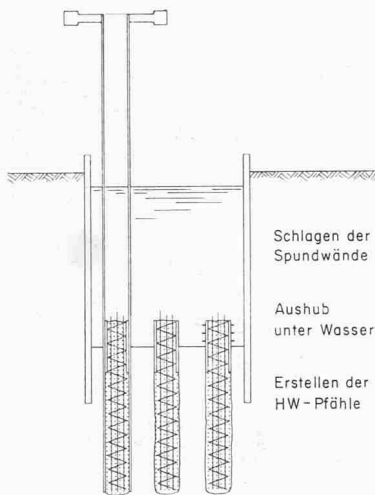 Schlagen der
Spundwände
Aushub
unter Wasser
Erstellen der
HW-Pfähle